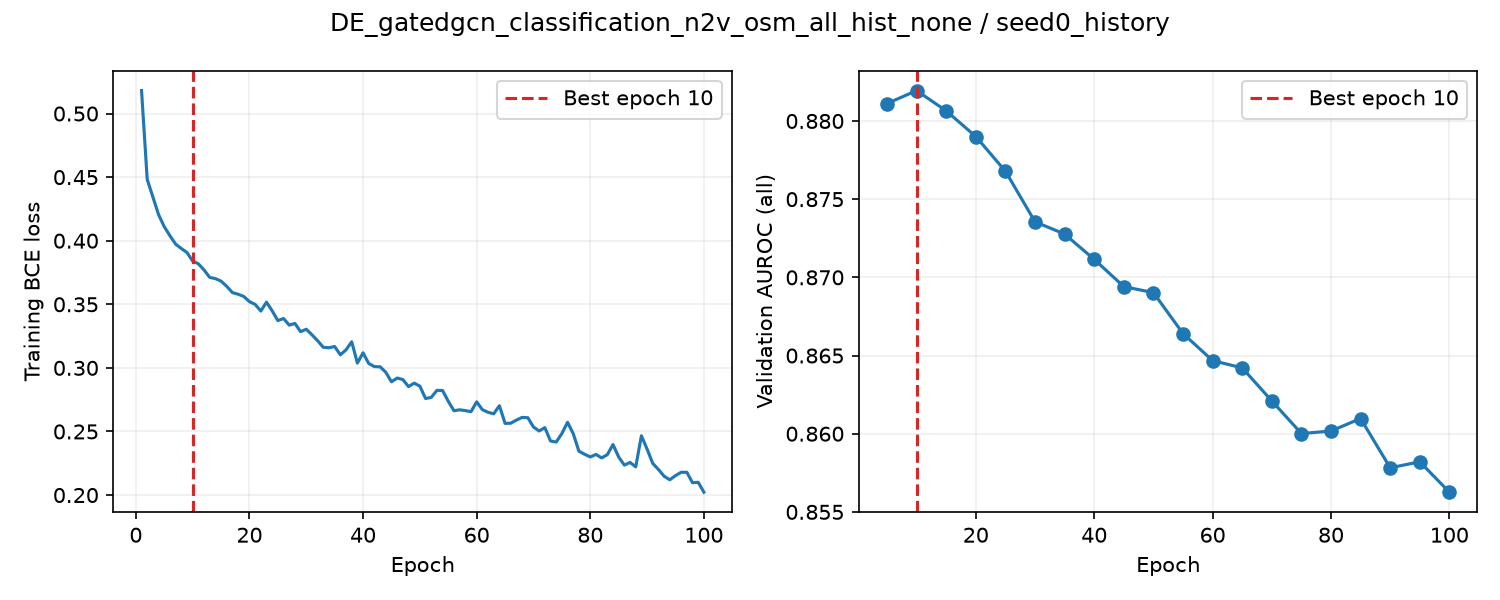 DE_gatedgcn_classification_n2v_osm_all_hist_none / seed0_history
Best epoch 10
0.50
0.45
0.40
0.35
0.30
0.25
0.20
Training BCE loss
0 20 40 60 80 100
Epoch
Best epoch 10
0.880
0.875
0.870
0.865
0.860
0.855
Validation AUROC (all)
20 40 60 80 100
Epoch